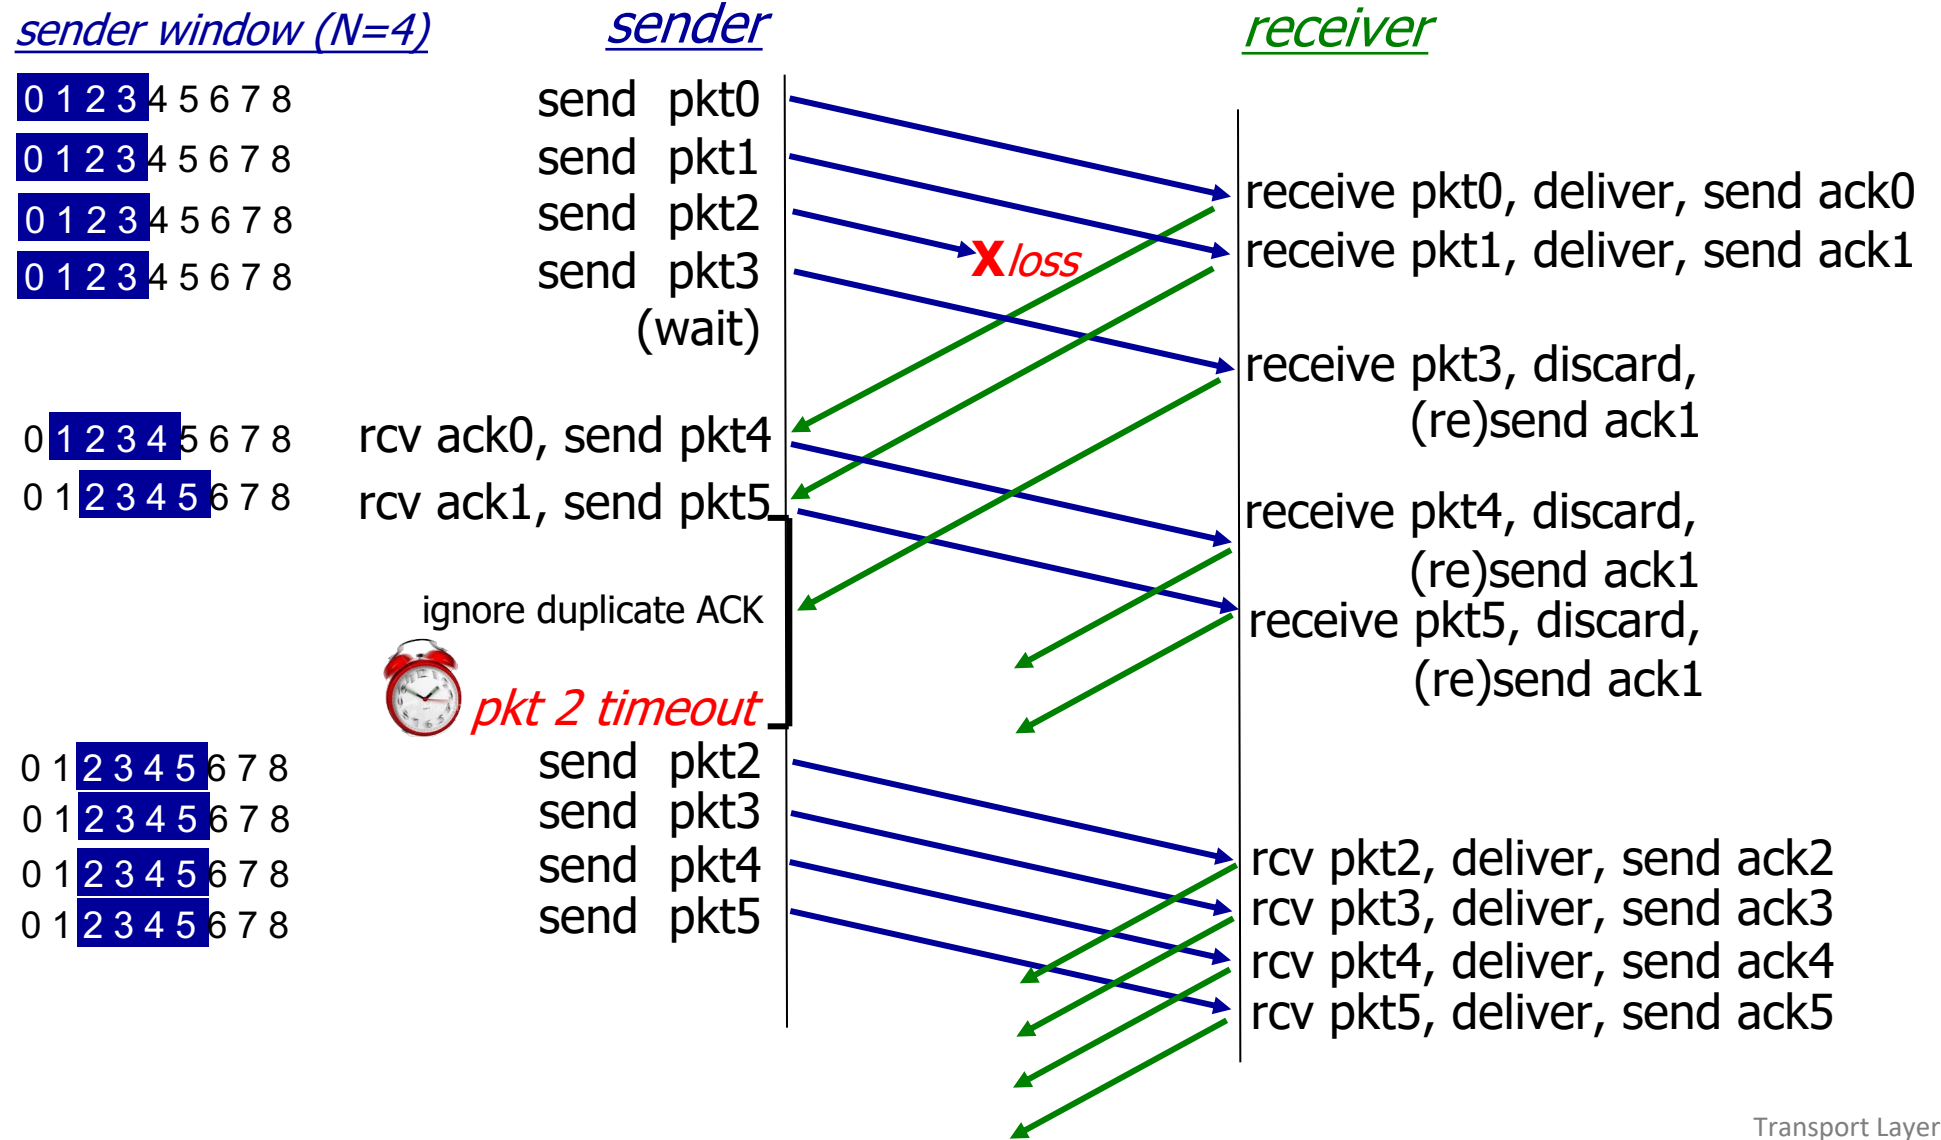 sender window (N=4) sender receiver
0 1 2 3 4 5 6 7 8 send pkt0
0 1 2 3 4 5 6 7 8 send pkt1
receive pkt0, deliver, send ack0
0 1 2 3 4 5 6 7 8 send pkt2
receive pkt1, deliver, send ack1
X loss
0 1 2 3 4 5 6 7 8 send pkt3
(wait)
receive pkt3, discard,
(re)send ack1
0 1 2 3 4 5 6 7 8 rcv ack0, send pkt4
0 1 2 3 4 5 6 7 8 rcv ack1, send pkt5
receive pkt4, discard,
(re)send ack1
ignore duplicate ACK
receive pkt5, discard,
(re)send ack1
pkt 2 timeout
0 1 2 3 4 5 6 7 8 send pkt2
0 1 2 3 4 5 6 7 8 send pkt3
0 1 2 3 4 5 6 7 8 send pkt4
0 1 2 3 4 5 6 7 8 send pkt5
rcv pkt2, deliver, send ack2
rcv pkt3, deliver, send ack3
rcv pkt4, deliver, send ack4
rcv pkt5, deliver, send ack5
Transport Layer